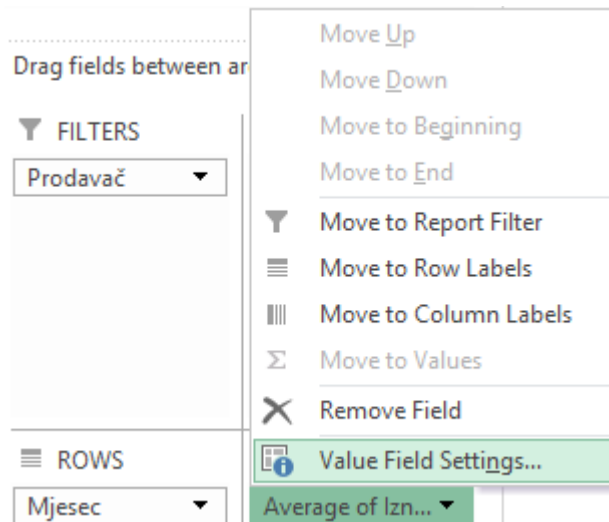 Drag fields between ar
FILTERS
Prodavač
Move Up
Move Down
Move to Beginning
Move to End
Move to Report Filter
Move to Row Labels
Move to Column Labels
Σ Move to Values
Remove Field
Value Field Settings...
ROWS
Mjesec
Average of Izn...